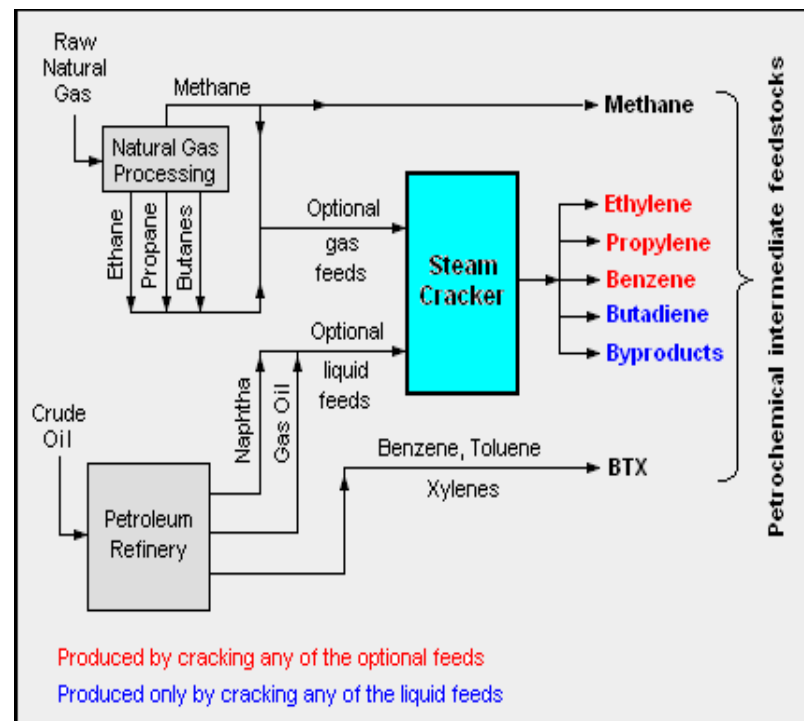 Raw
Natural
Gas
Methane
Methane
Natural Gas
Processing
Ethane
Propane
Butanes
Optional
gas
feeds
Steam
Cracker
Ethylene
Propylene
Benzene
Butadiene
Byproducts
Optional
liquid
feeds
Naphtha
Gas Oil
Crude
Oil
Petroleum
Refinery
Benzene, Toluene
Xylenes
BTX
Petrochemical intermediate feedstocks
Produced by cracking any of the optional feeds
Produced only by cracking any of the liquid feeds